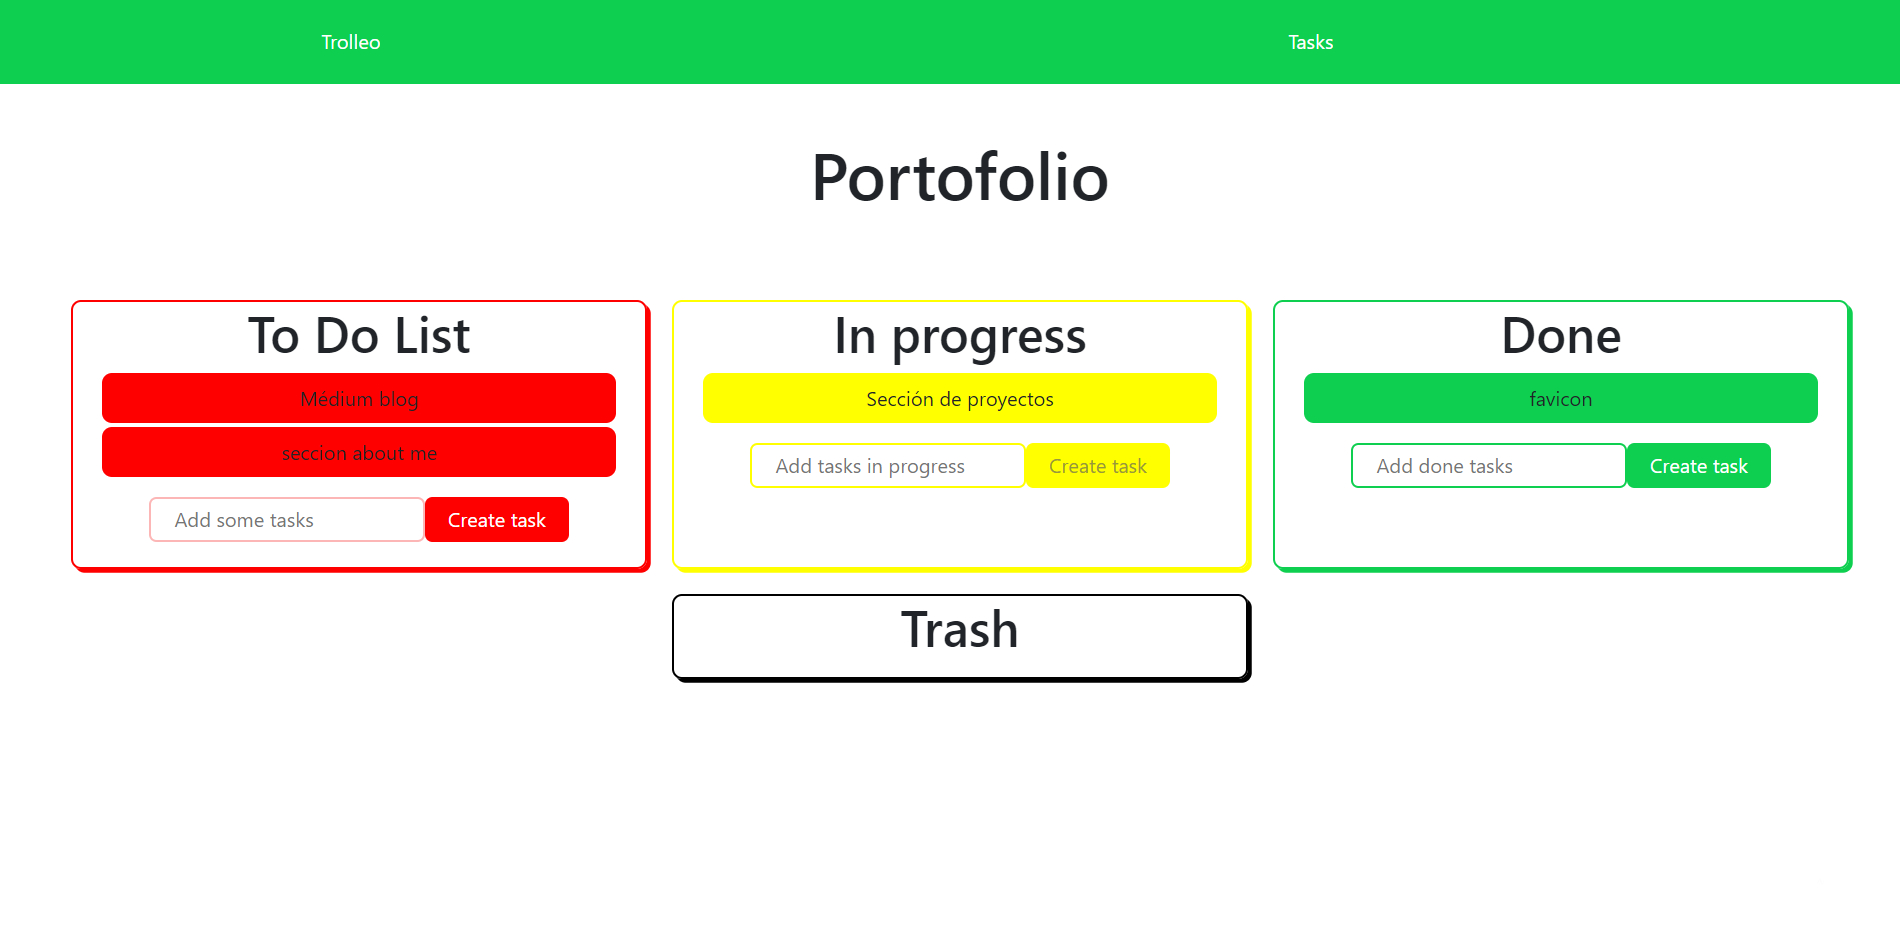 Trolleo
Tasks
Portofolio
To Do List
Médium blog
seccion about me
Add some tasks
Create task
In progress
Sección de proyectos
Add tasks in progress
Create task
Done
favicon
Add done tasks
Create task
Trash